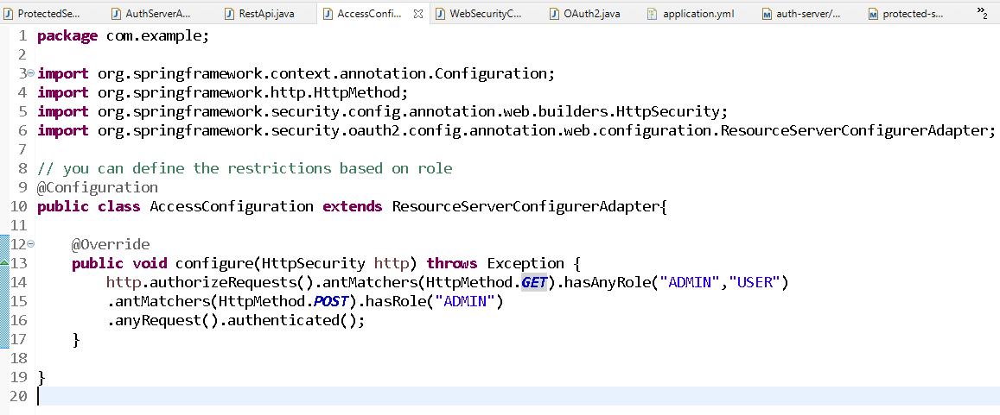 ProtectedSe... AuthServerA... RestApi.java AccessConfi... WebSecurityC... OAuth2.java application.yml auth-server/... protected-s... »2
1 package com.example;
2
3 import org.springframework.context.annotation.Configuration;
4 import org.springframework.http.HttpMethod;
5 import org.springframework.security.config.annotation.web.builders.HttpSecurity;
6 import org.springframework.security.oauth2.config.annotation.web.configuration.ResourceServerConfigurerAdapter;
7
8 // you can define the restrictions based on role
9 @Configuration
10 public class AccessConfiguration extends ResourceServerConfigurerAdapter{
11
12     @Override
13     public void configure(HttpSecurity http) throws Exception {
14         http.authorizeRequests().antMatchers(HttpMethod.GET).hasAnyRole("ADMIN","USER")
15         .antMatchers(HttpMethod.POST).hasRole("ADMIN")
16         .anyRequest().authenticated();
17     }
18
19 }
20